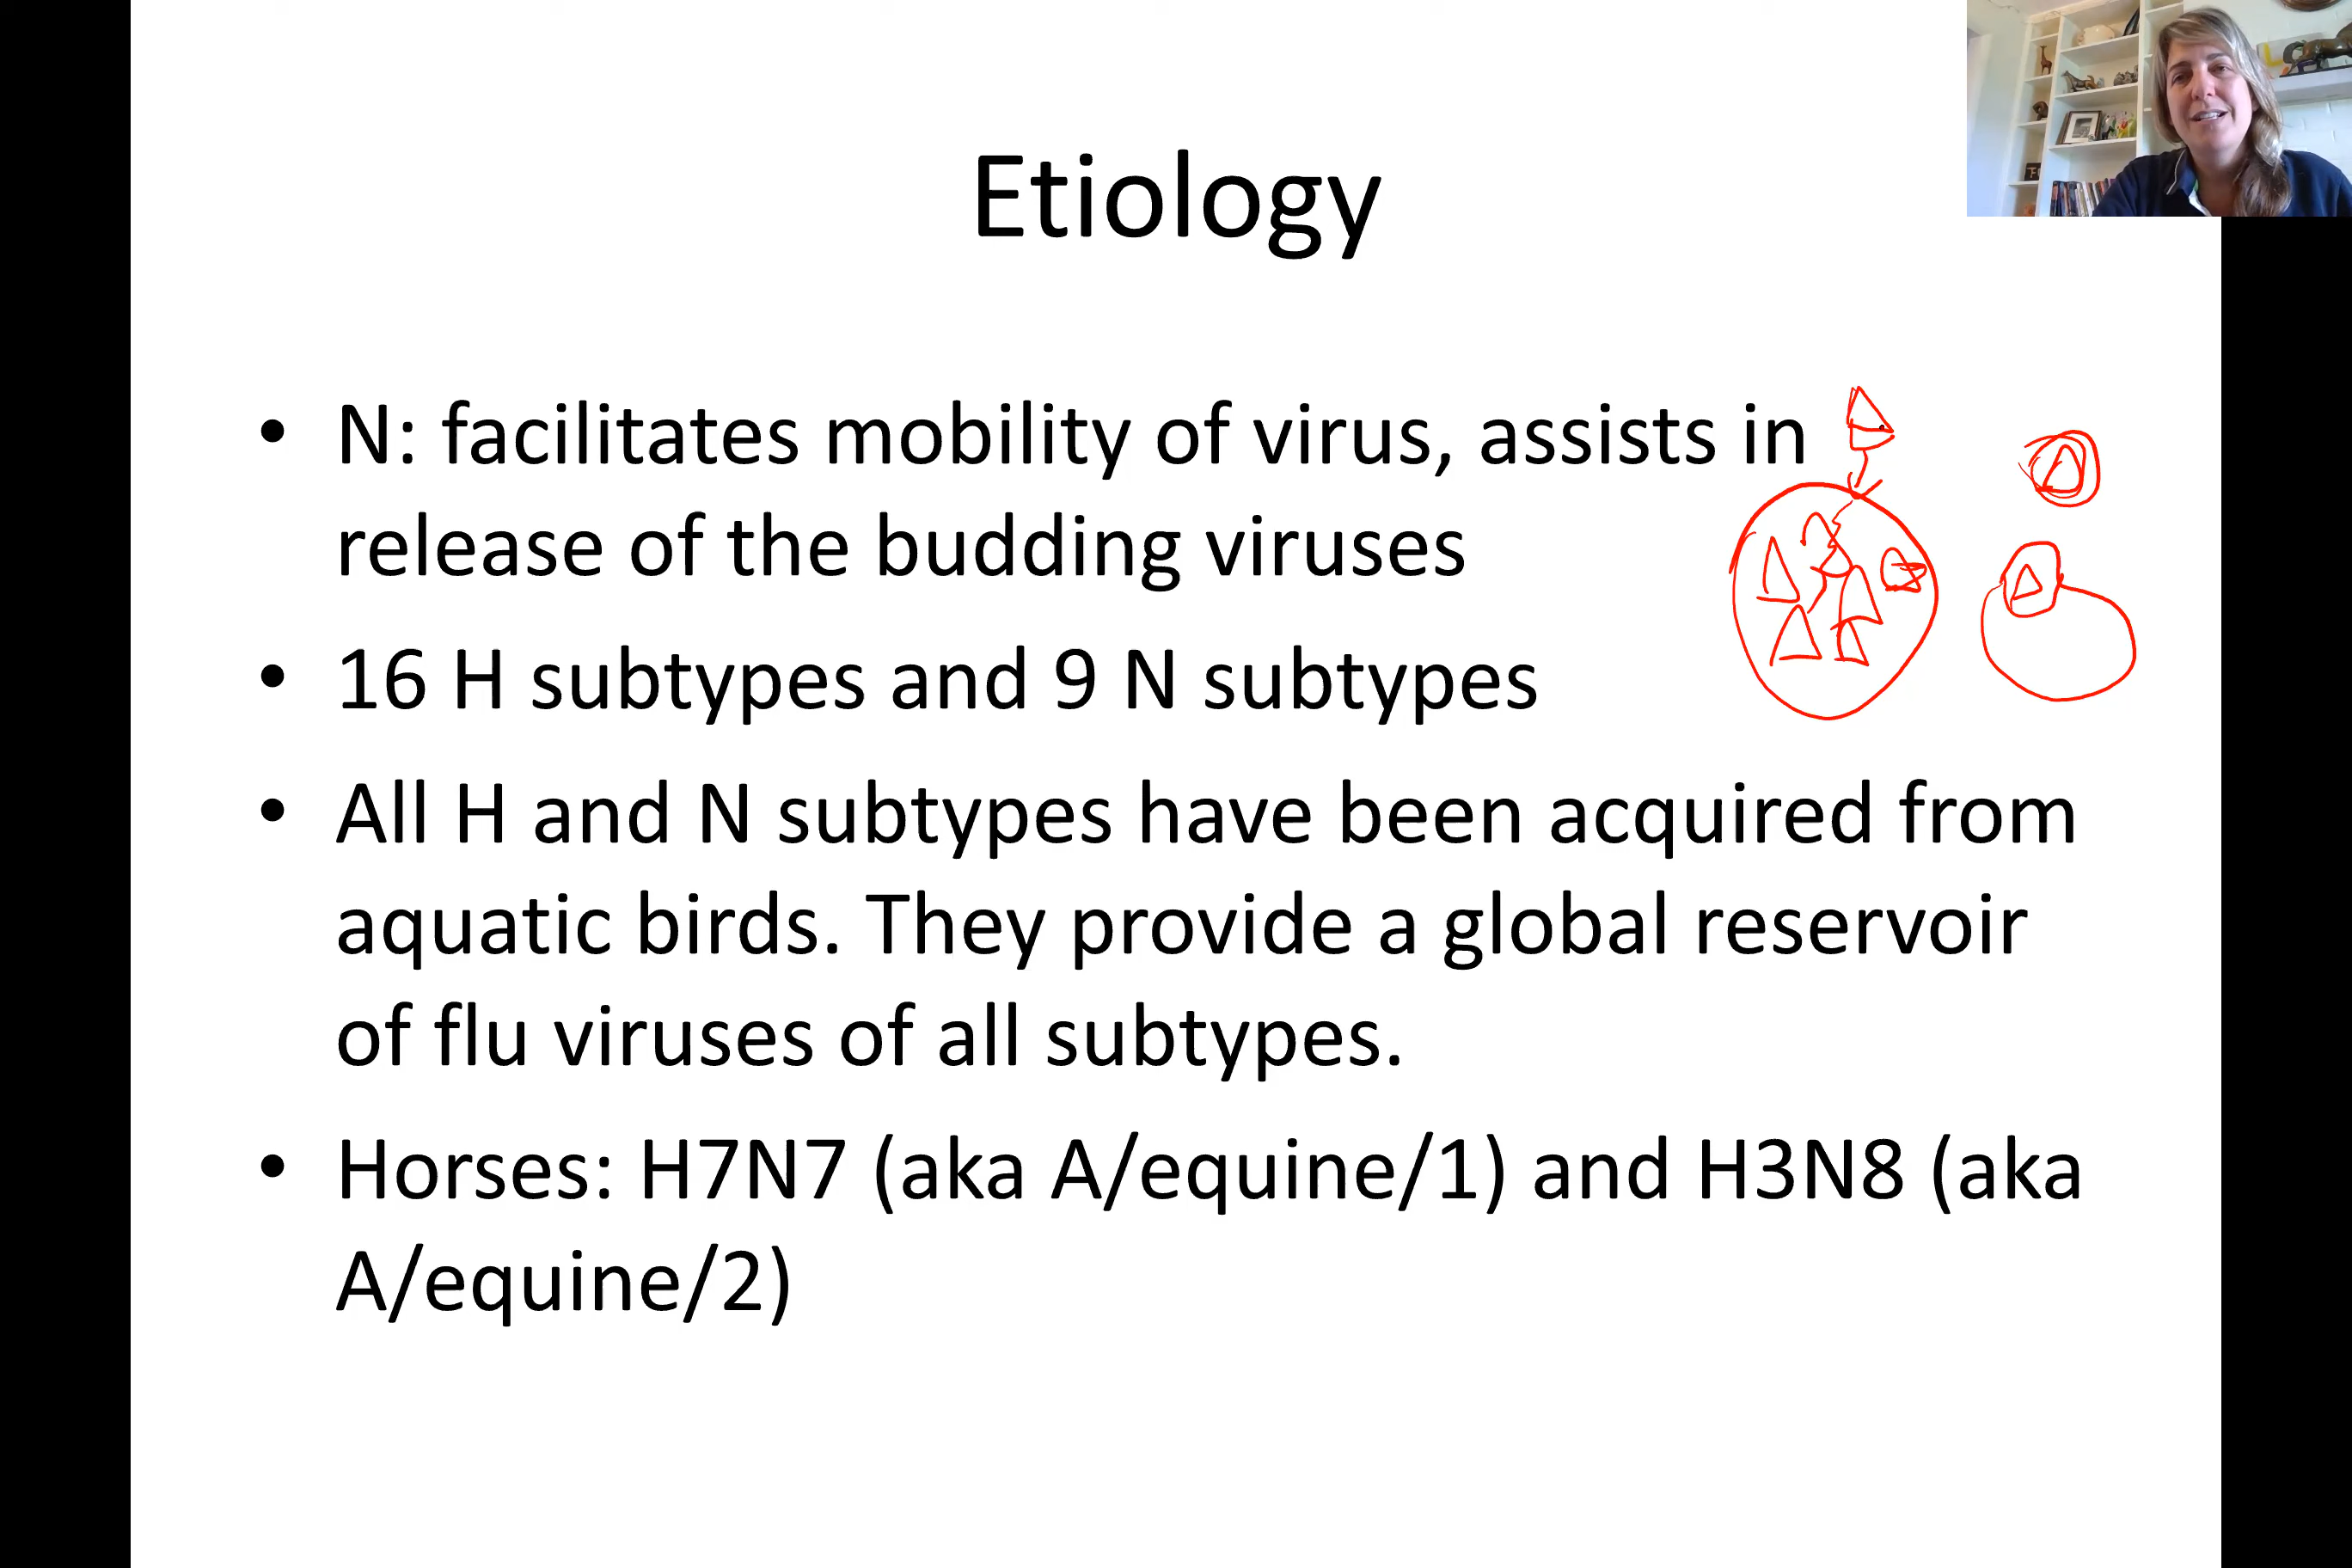 Etiology
• N: facilitates mobility of virus, assists in
release of the budding viruses
• 16 H subtypes and 9 N subtypes
• All H and N subtypes have been acquired from
aquatic birds. They provide a global reservoir
of flu viruses of all subtypes.
• Horses: H7N7 (aka A/equine/1) and H3N8 (aka
A/equine/2)